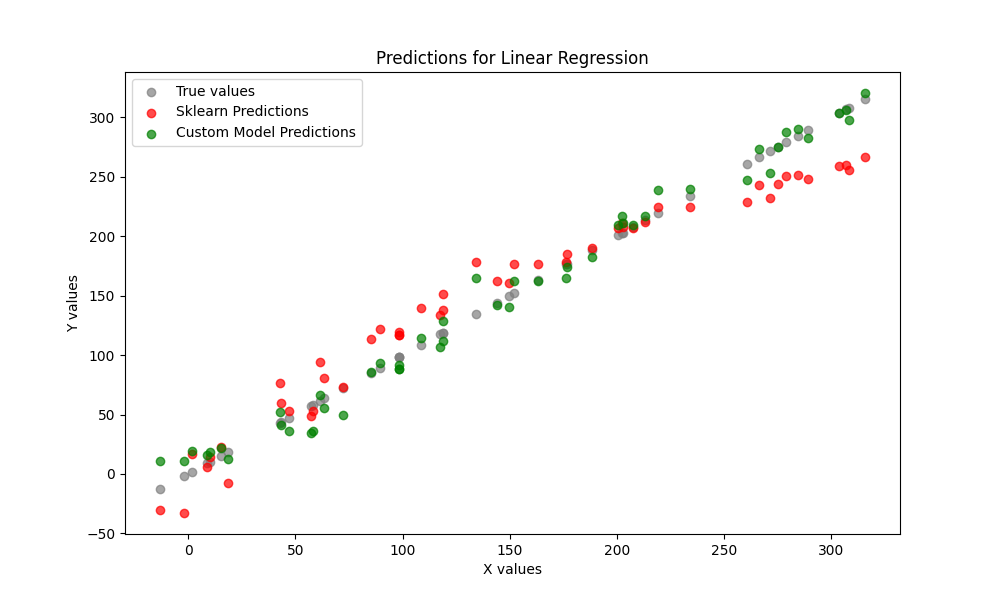 Predictions for Linear Regression
True values
Sklearn Predictions
Custom Model Predictions
300
250
200
150
100
50
0
−50
Y values
0 50 100 150 200 250 300
X values